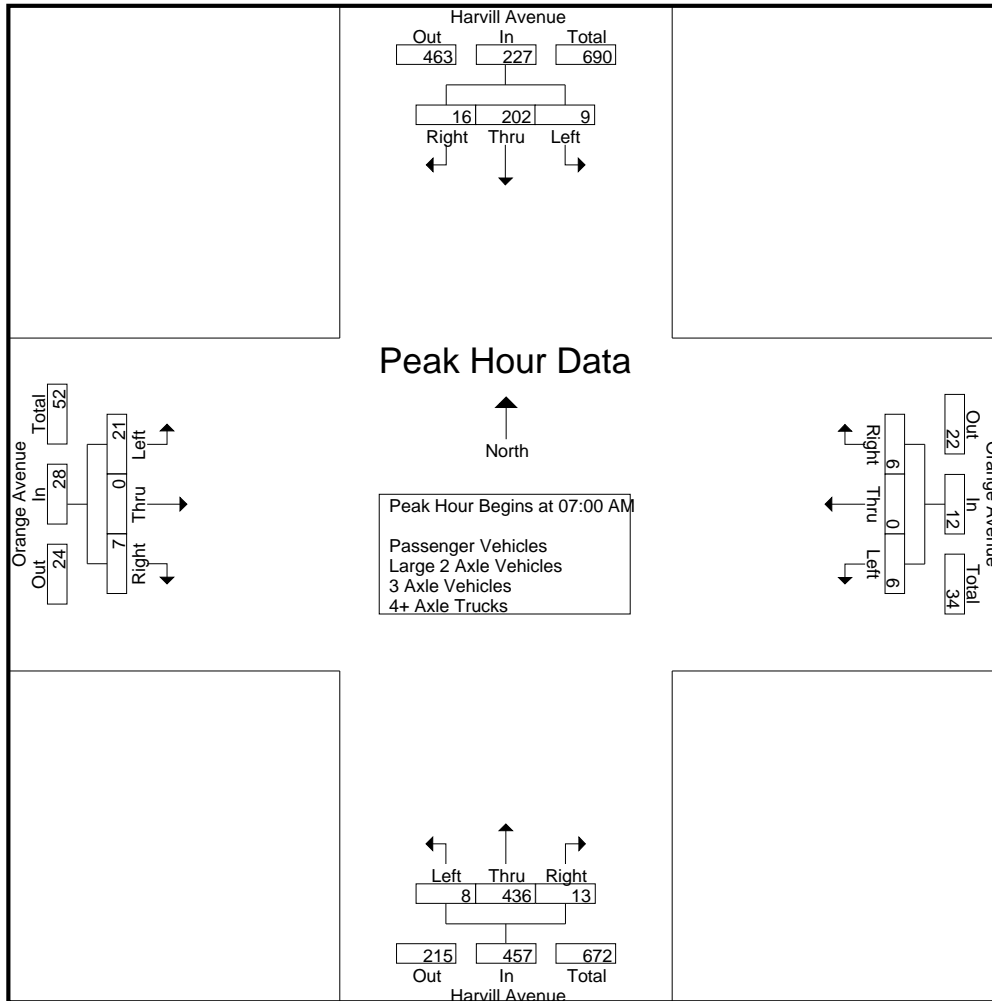 Harvill Avenue
Out In Total
463 227 690
16 202 9
Right Thru Left
Peak Hour Data
North
Peak Hour Begins at 07:00 AM
Passenger Vehicles
Large 2 Axle Vehicles
3 Axle Vehicles
4+ Axle Trucks
Orange Avenue
Out In Total
24 28 52
7 0 21
Right Thru Left
Orange Avenue
Out In Total
22 12 34
6 0 6
Right Thru Left
Left Thru Right
8 436 13
215 457 672
Out In Total
Harvill Avenue